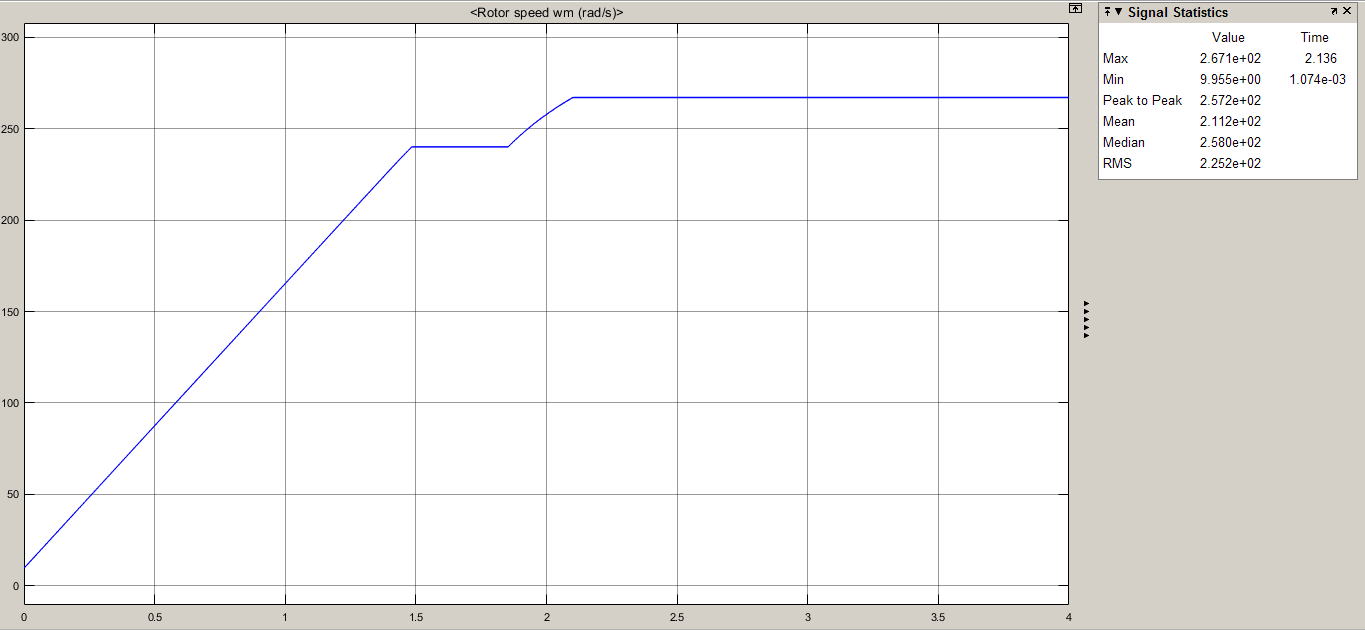 <Rotor speed wm (rad/s)>
300
250
200
150
100
50
0
0 0.5 1 1.5 2 2.5 3 3.5 4
Signal Statistics
Value Time
Max 2.671e+02 2.136
Min 9.955e+00 1.074e-03
Peak to Peak 2.572e+02
Mean 2.112e+02
Median 2.580e+02
RMS 2.252e+02